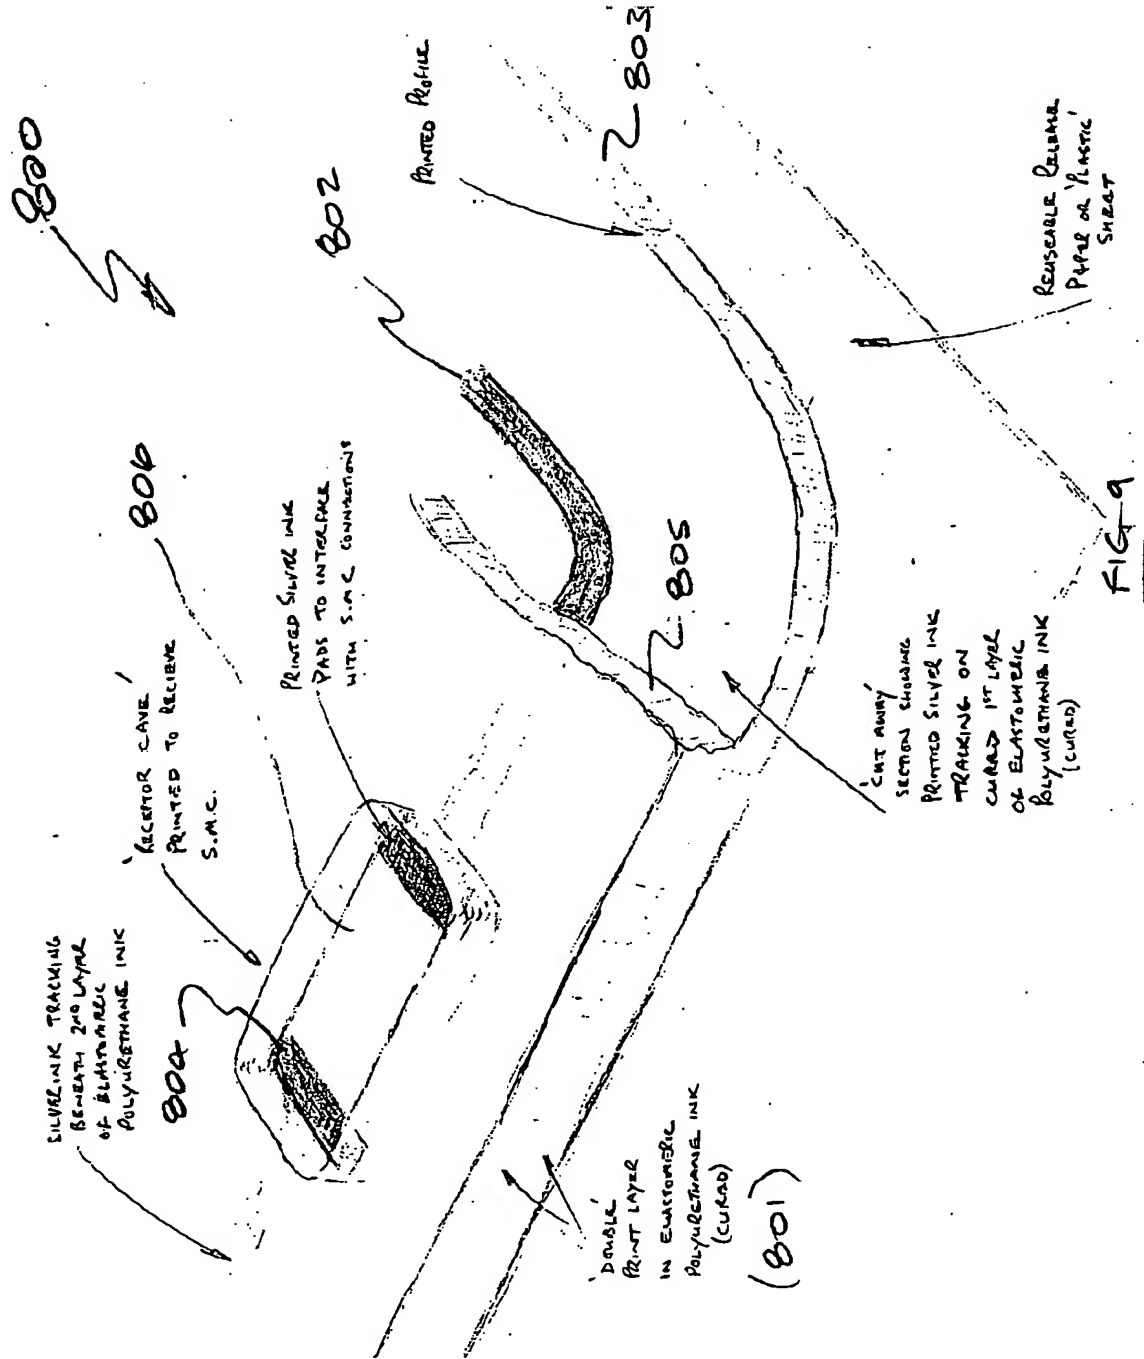 800
802
PRINTED PROFILE
803
806
'RECEPTOR CAVE'
PRINTED TO RECIEVE
S.M.C.
PRINTED SILVER INK
PADS TO INTERFACE
WITH S.M.C CONNECTIONS
SILVER INK TRACKING
BENEATH 2ND LAYER
OF ELASTOMERIC
POLYURETHANE INK
804
805
REUSEABLE RELEASE
PAPER OR 'PLASTIC'
SHEET
'CUT AWAY'
SECTION SHOWING
PRINTED SILVER INK
TRACKING ON
CURED 1ST LAYER
OF ELASTOMERIC
POLYURETHANE INK
(CURED)
'DOUBLE'
PRINT LAYER
IN ELASTOMERIC
POLYURETHANE INK
(CURED)
(801)
FIG 9